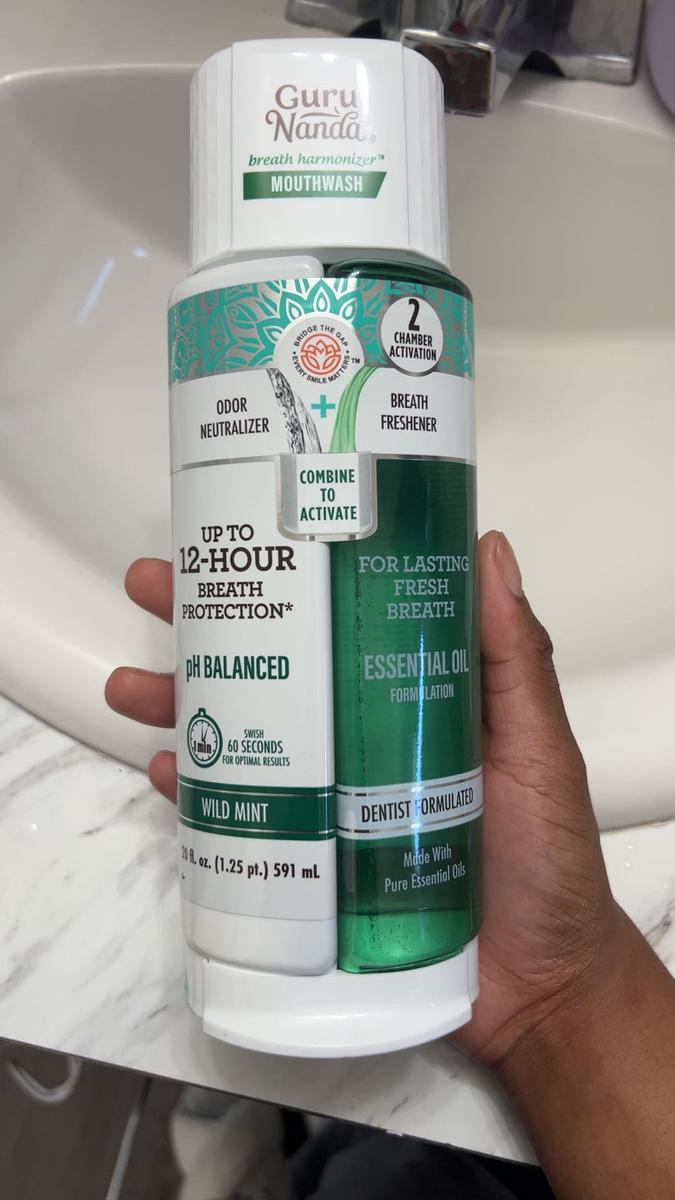 Guru
Nanda®
breath harmonizer™
MOUTHWASH
BRIDGE THE GAP
EVERY SMILE MATTERS
™
2
CHAMBER
ACTIVATION
ODOR
NEUTRALIZER
+
BREATH
FRESHENER
COMBINE
TO
ACTIVATE
UP TO
12-HOUR
BREATH
PROTECTION*
pH BALANCED
1 min
SWISH
60 SECONDS
FOR OPTIMAL RESULTS
WILD MINT
20 fl. oz. (1.25 pt.) 591 mL
FOR LASTING
FRESH
BREATH
ESSENTIAL OIL
FORMULATION
DENTIST FORMULATED
Made With
Pure Essential Oils